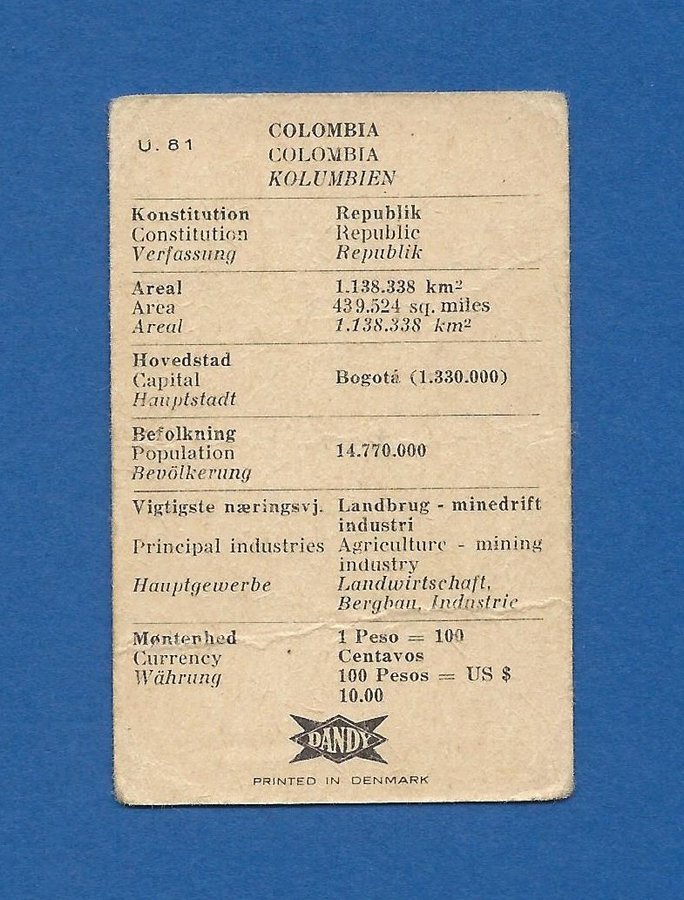 U. 81
COLOMBIA
COLOMBIA
KOLUMBIEN
Konstitution Republik
Constitution Republic
Verfassung Republik
Areal 1.138.338 km²
Area 439.524 sq. miles
Areal 1.138.338 km²
Hovedstad
Capital Bogotá (1.330.000)
Hauptstadt
Befolkning
Population 14.770.000
Bevölkerung
Vigtigste næringsvj. Landbrug - minedrift
industri
Principal industries Agriculture - mining
industry
Hauptgewerbe Landwirtschaft,
Bergbau, Industrie
Møntenhed 1 Peso = 100
Currency Centavos
Währung 100 Pesos = US $
10.00
DANDY
PRINTED IN DENMARK